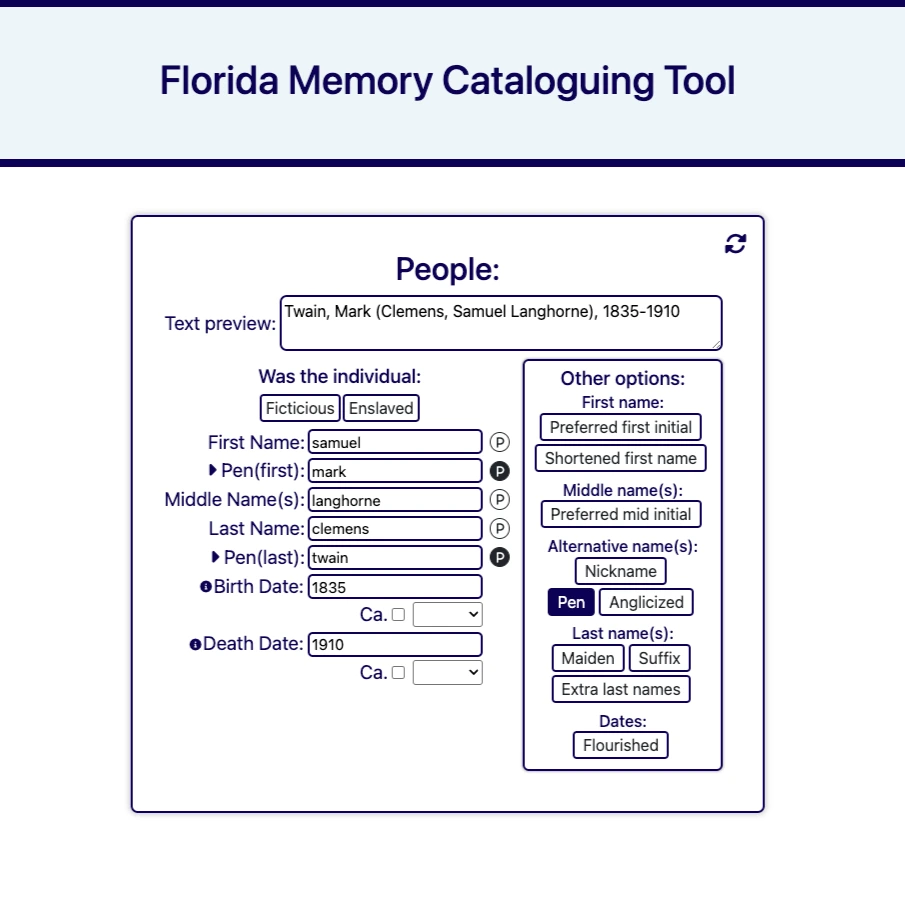 Florida Memory Cataloguing Tool
People:
Text preview: Twain, Mark (Clemens, Samuel Langhorne), 1835-1910
Was the individual:
Ficticious Enslaved
First Name: samuel P
Pen(first): mark P
Middle Name(s): langhorne P
Last Name: clemens P
Pen(last): twain P
Birth Date: 1835
Ca.
Death Date: 1910
Ca.
Other options:
First name:
Preferred first initial
Shortened first name
Middle name(s):
Preferred mid initial
Alternative name(s):
Nickname
Pen Anglicized
Last name(s):
Maiden Suffix
Extra last names
Dates:
Flourished